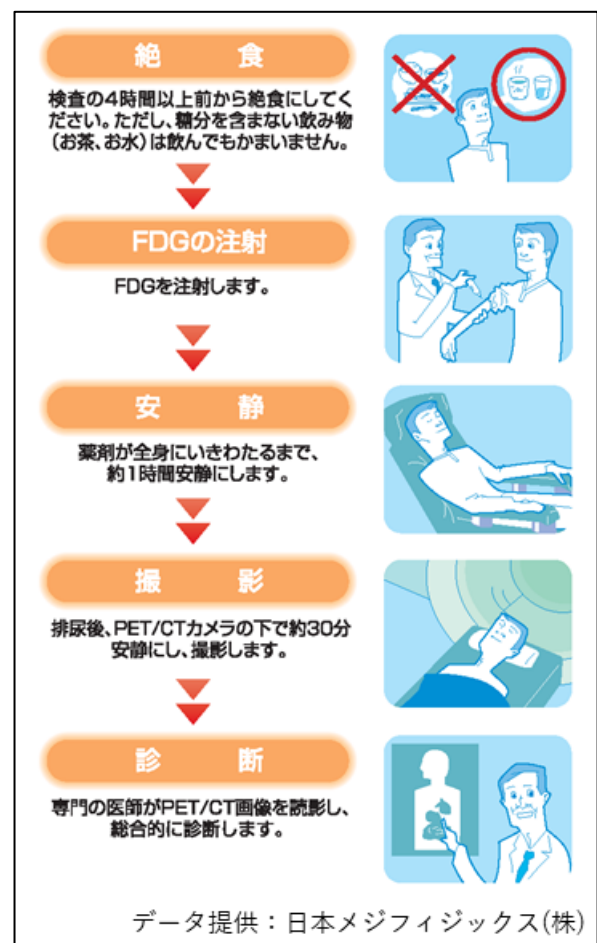 絶食
検査の4時間以上前から絶食にしてく
ださい。ただし、糖分を含まない飲み物
(お茶、お水)は飲んでもかまいません。
FDGの注射
FDGを注射します。
安静
薬剤が全身にいきわたるまで、
約1時間安静にします。
撮影
排尿後、PET/CTカメラの下で約30分
安静にし、撮影します。
診断
専門の医師がPET/CT画像を読影し、
総合的に診断します。
データ提供:日本メジフィジックス(株)